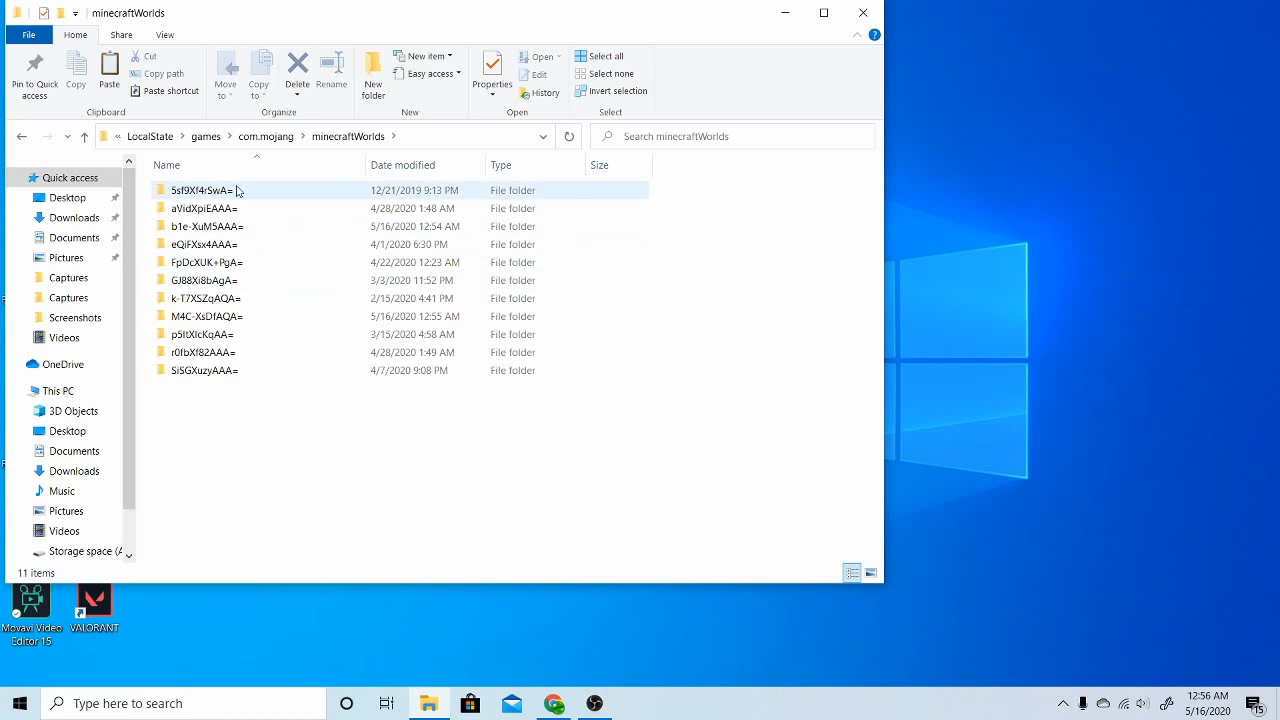 minecraftWorlds
File Home Share View
Pin to Quick access
Copy
Paste
Cut
Copy path
Paste shortcut
Clipboard
Move to
Copy to
Delete
Rename
Organize
New folder
New item
Easy access
New
Properties
Open
Edit
History
Open
Select all
Select none
Invert selection
Select
« LocalState > games > com.mojang > minecraftWorlds >
Search minecraftWorlds
Name Date modified Type Size
5sf9Xf4rSwA= 12/21/2019 9:13 PM File folder
aVidXpiEAAA= 4/28/2020 1:48 AM File folder
b1e-XuM5AAA= 5/16/2020 12:54 AM File folder
eQiFXsx4AAA= 4/1/2020 6:30 PM File folder
FpDcXUK+PgA= 4/22/2020 12:23 AM File folder
GJ88Xi8bAgA= 3/3/2020 11:52 PM File folder
k-T7XSZqAQA= 2/15/2020 4:41 PM File folder
M4C-XsDfAQA= 5/16/2020 12:55 AM File folder
3/15/2020 4:58 AM File folder
r0fbXf82AAA= 4/28/2020 1:49 AM File folder
SiSGXuzyAAA= 4/7/2020 9:08 PM File folder
Quick access
Desktop
Downloads
Documents
Pictures
Captures
Captures
Screenshots
Videos
OneDrive
This PC
3D Objects
Desktop
Documents
Downloads
Music
Pictures
Videos
Storage space (A
11 items
Movavi Video Editor 15
VALORANT
Type here to search
12:56 AM
5/16/2020
15